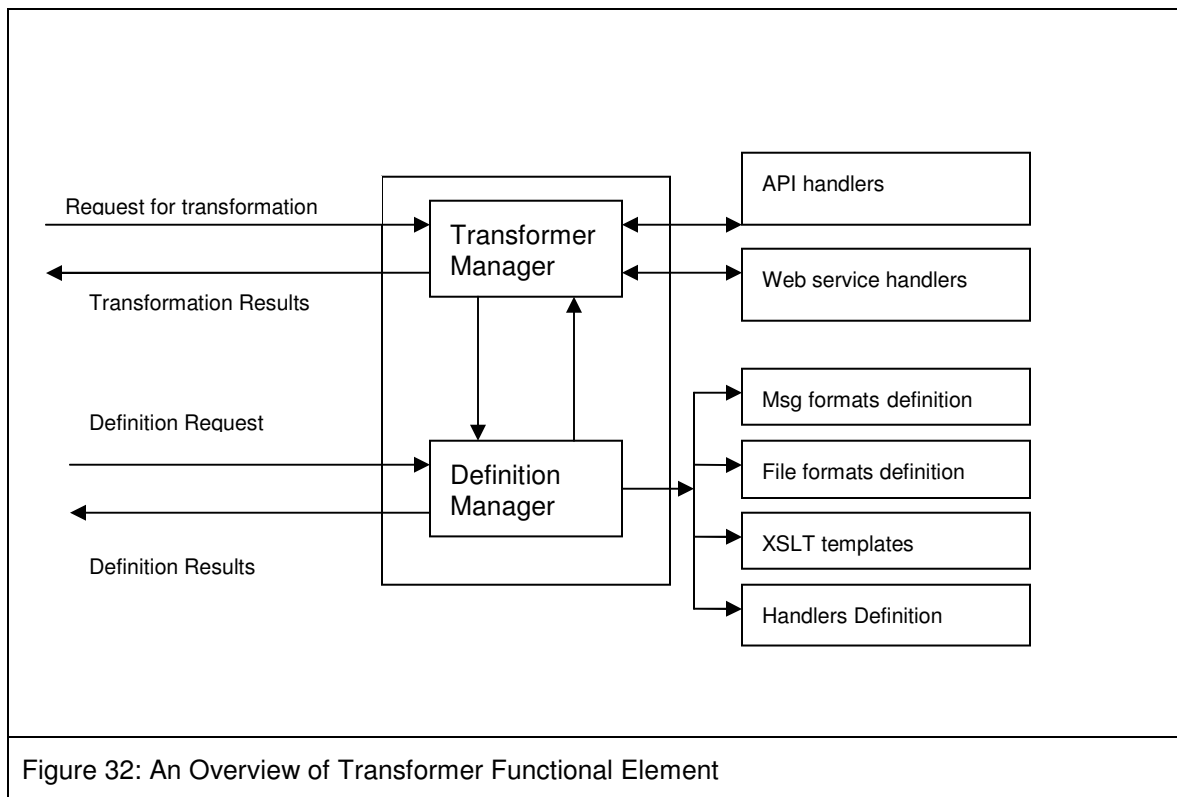 API handlers
Request for transformation
Transformer
Manager
Web service handlers
Transformation Results
Msg formats definition
Definition Request
File formats definition
Definition
Manager
XSLT templates
Definition Results
Handlers Definition
Figure 32: An Overview of Transformer Functional Element